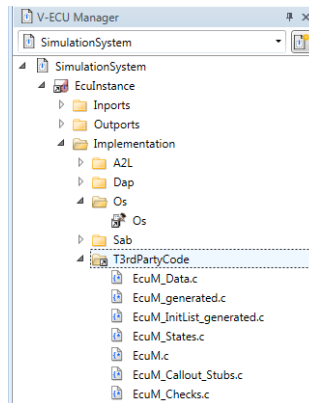 V-ECU Manager
SimulationSystem
SimulationSystem
EcuInstance
Inports
Outports
Implementation
A2L
Dap
Os
Os
Sab
T3rdPartyCode
EcuM_Data.c
EcuM_generated.c
EcuM_InitList_generated.c
EcuM_States.c
EcuM.c
EcuM_Callout_Stubs.c
EcuM_Checks.c